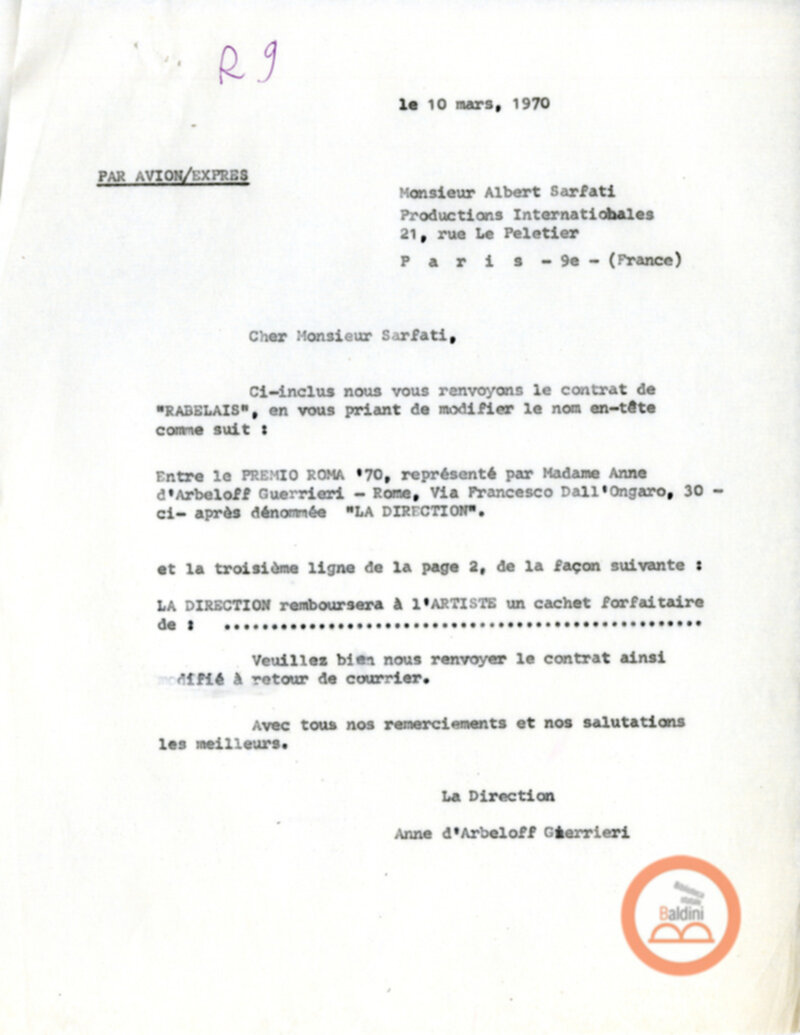 R 9
le 10 mars, 1970
PAR AVION/EXPRES
Monsieur Albert Sarfati
Productions Internationales
21, rue Le Peletier
P a r i s - 9e - (France)
Cher Monsieur Sarfati,
Ci-inclus nous vous renvoyons le contrat de
"RABELAIS", en vous priant de modifier le nom en-tête
comme suit :
Entre le PREMIO ROMA '70, représenté par Madame Anne
d'Arbeloff Guerrieri - Rome, Via Francesco Dall'Ongaro, 30 -
ci- après dénommée "LA DIRECTION".
et la troisième ligne de la page 2, de la façon suivante :
LA DIRECTION remboursera à l'ARTISTE un cachet forfaitaire
de : ..................................................
Veuillez bien nous renvoyer le contrat ainsi
modifié à retour de courrier.
Avec tous nos remerciements et nos salutations
les meilleurs.
La Direction
Anne d'Arbeloff Guerrieri
Biblioteca
statale
Baldini